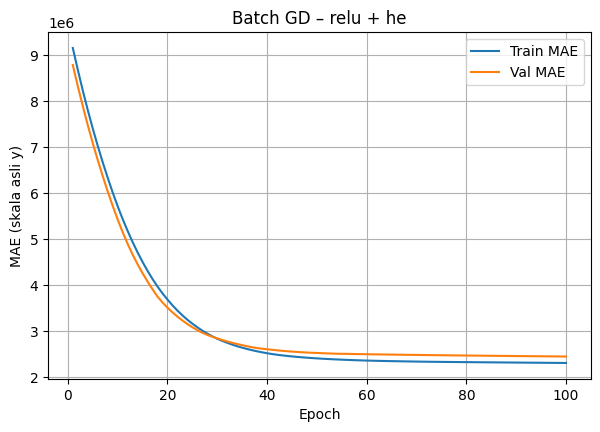 Batch GD – relu + he
1e6
Train MAE
Val MAE
9
8
7
6
5
4
3
2
MAE (skala asli y)
0
20
40
60
80
100
Epoch